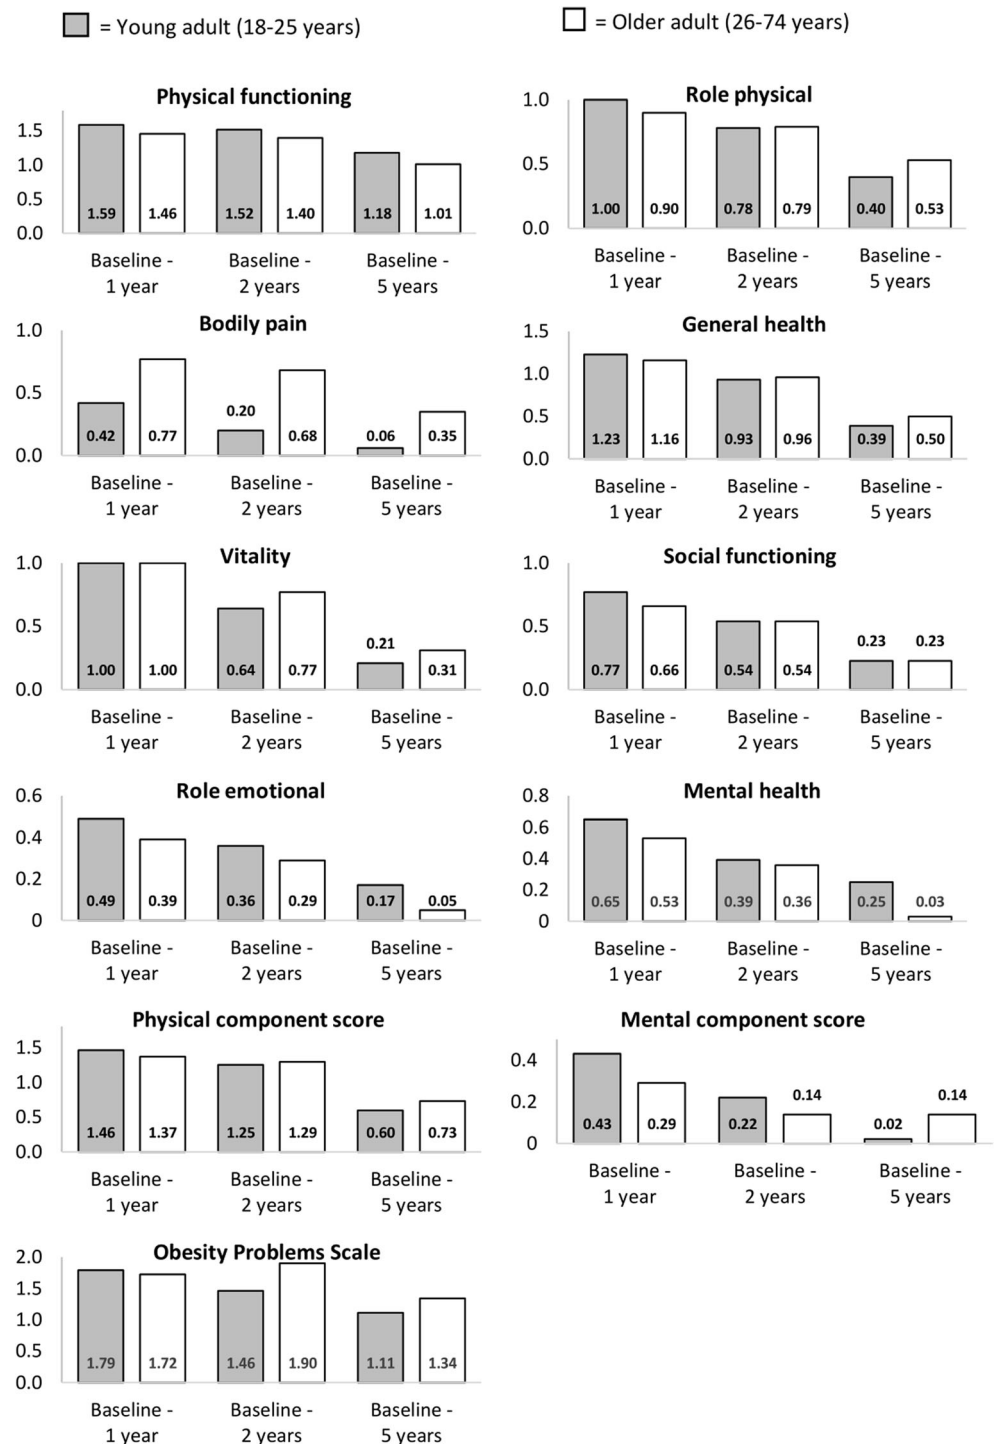 = Young adult (18-25 years)
= Older adult (26-74 years)
Physical functioning
1.5
1.0
0.5
0.0
1.59 1.46 1.52 1.40 1.18 1.01
Baseline - Baseline - Baseline -
1 year 2 years 5 years
Role physical
1.0
0.5
0.0
1.00 0.90 0.78 0.79 0.40 0.53
Baseline - Baseline - Baseline -
1 year 2 years 5 years
Bodily pain
1.0
0.5
0.0
0.42 0.77 0.20 0.68 0.06 0.35
Baseline - Baseline - Baseline -
1 year 2 years 5 years
General health
1.5
1.0
0.5
0.0
1.23 1.16 0.93 0.96 0.39 0.50
Baseline - Baseline - Baseline -
1 year 2 years 5 years
Vitality
1.0
0.5
0.0
1.00 1.00 0.64 0.77 0.21 0.31
Baseline - Baseline - Baseline -
1 year 2 years 5 years
Social functioning
1.0
0.5
0.0
0.77 0.66 0.54 0.54 0.23 0.23
Baseline - Baseline - Baseline -
1 year 2 years 5 years
Role emotional
0.6
0.4
0.2
0
0.49 0.39 0.36 0.29 0.17 0.05
Baseline - Baseline - Baseline -
1 year 2 years 5 years
Mental health
0.8
0.6
0.4
0.2
0
0.65 0.53 0.39 0.36 0.25 0.03
Baseline - Baseline - Baseline -
1 year 2 years 5 years
Physical component score
1.5
1.0
0.5
0.0
1.46 1.37 1.25 1.29 0.60 0.73
Baseline - Baseline - Baseline -
1 year 2 years 5 years
Mental component score
0.4
0.2
0
0.43 0.29 0.22 0.14 0.02 0.14
Baseline - Baseline - Baseline -
1 year 2 years 5 years
Obesity Problems Scale
2.0
1.5
1.0
0.5
0.0
1.79 1.72 1.46 1.90 1.11 1.34
Baseline - Baseline - Baseline -
1 year 2 years 5 years